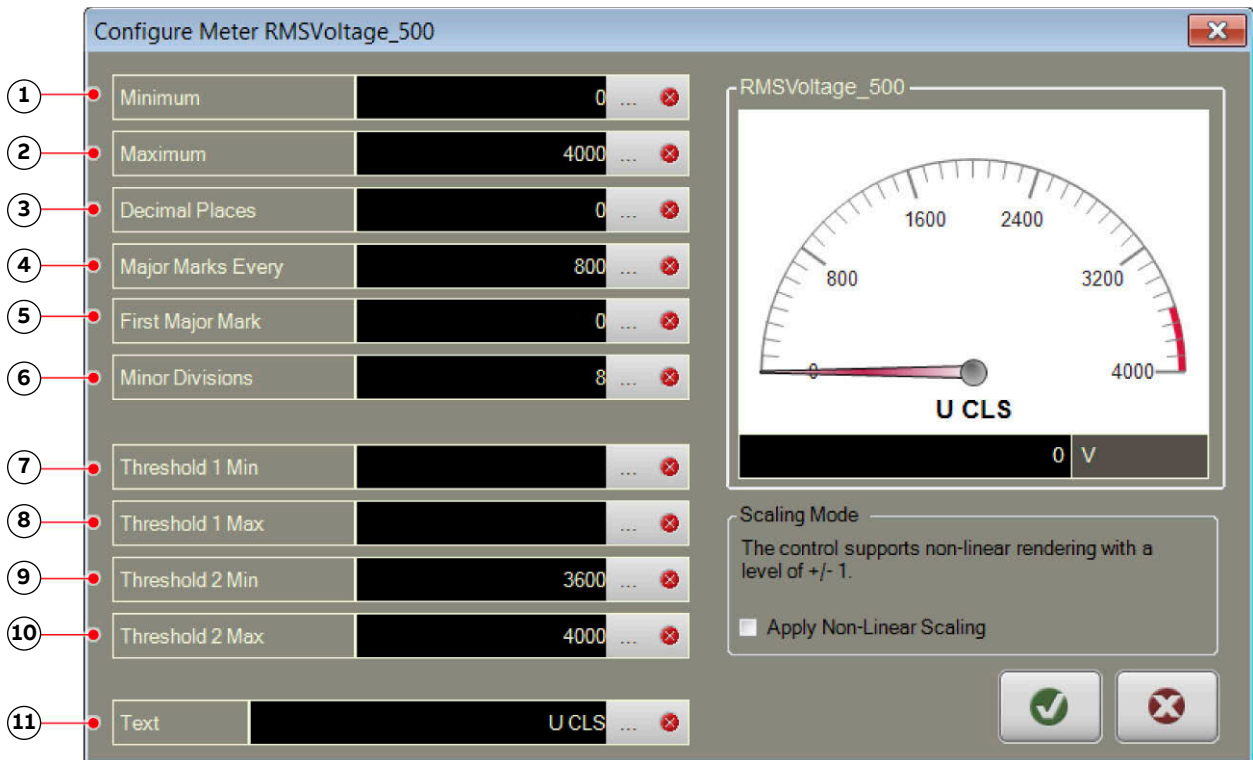 Configure Meter RMSVoltage_500
1 Minimum 0 ...
2 Maximum 4000 ...
3 Decimal Places 0 ...
4 Major Marks Every 800 ...
5 First Major Mark 0 ...
6 Minor Divisions 8 ...
7 Threshold 1 Min ...
8 Threshold 1 Max ...
9 Threshold 2 Min 3600 ...
10 Threshold 2 Max 4000 ...
11 Text U CLS ...
RMSVoltage_500
1600 2400
800 3200
0 4000
U CLS
0 V
Scaling Mode
The control supports non-linear rendering with a
level of +/- 1.
Apply Non-Linear Scaling